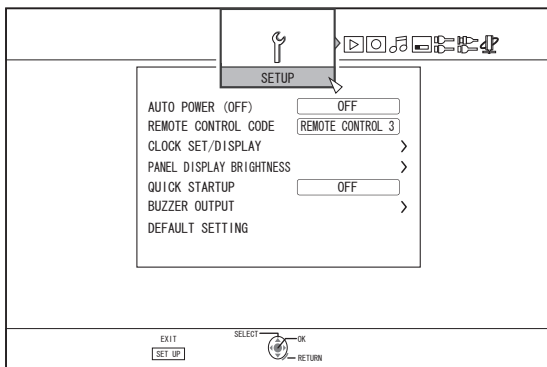 SETUP
AUTO POWER (OFF) OFF
REMOTE CONTROL CODE REMOTE CONTROL 3
CLOCK SET/DISPLAY
PANEL DISPLAY BRIGHTNESS
QUICK STARTUP OFF
BUZZER OUTPUT
DEFAULT SETTING
EXIT
SET UP
SELECT
OK
RETURN